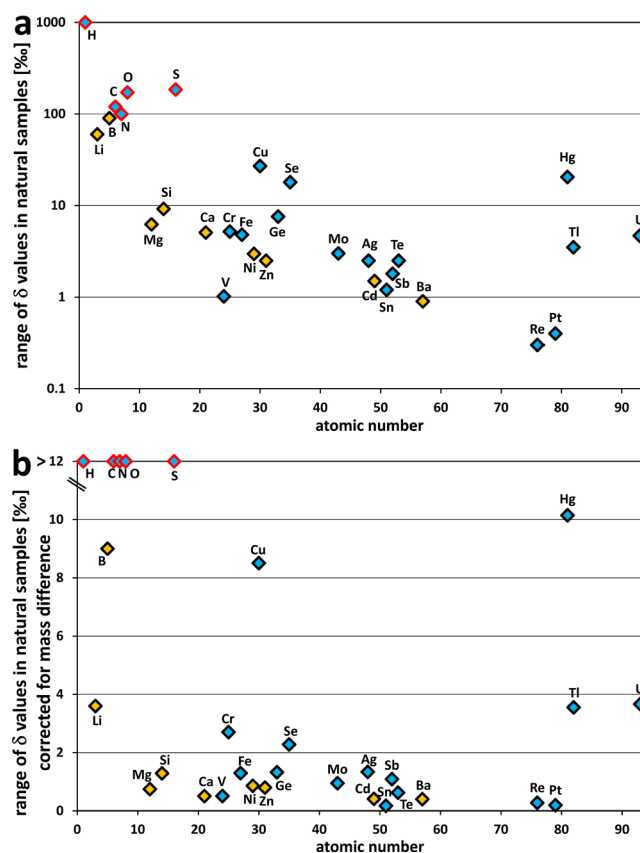 a
range of δ values in natural samples [‰]
1000
100
10
1
0.1
0 10 20 30 40 50 60 70 80 90
atomic number
H
C
O
S
N
B
Li
Si
Mg
Ca
Cr
Fe
V
Ni
Zn
Cu
Se
Ge
Mo
Ag
Te
Cd
Sb
Sn
Ba
Re
Pt
Hg
Tl
U
b
range of δ values in natural samples [‰]
corrected for mass difference
> 12
10
8
6
4
2
0
0 10 20 30 40 50 60 70 80 90
atomic number
H
C
N
O
S
B
Li
Mg
Si
Ca
V
Cr
Fe
Ni
Zn
Cu
Ge
Se
Mo
Ag
Cd
Sn
Sb
Te
Ba
Re
Pt
Hg
Tl
U